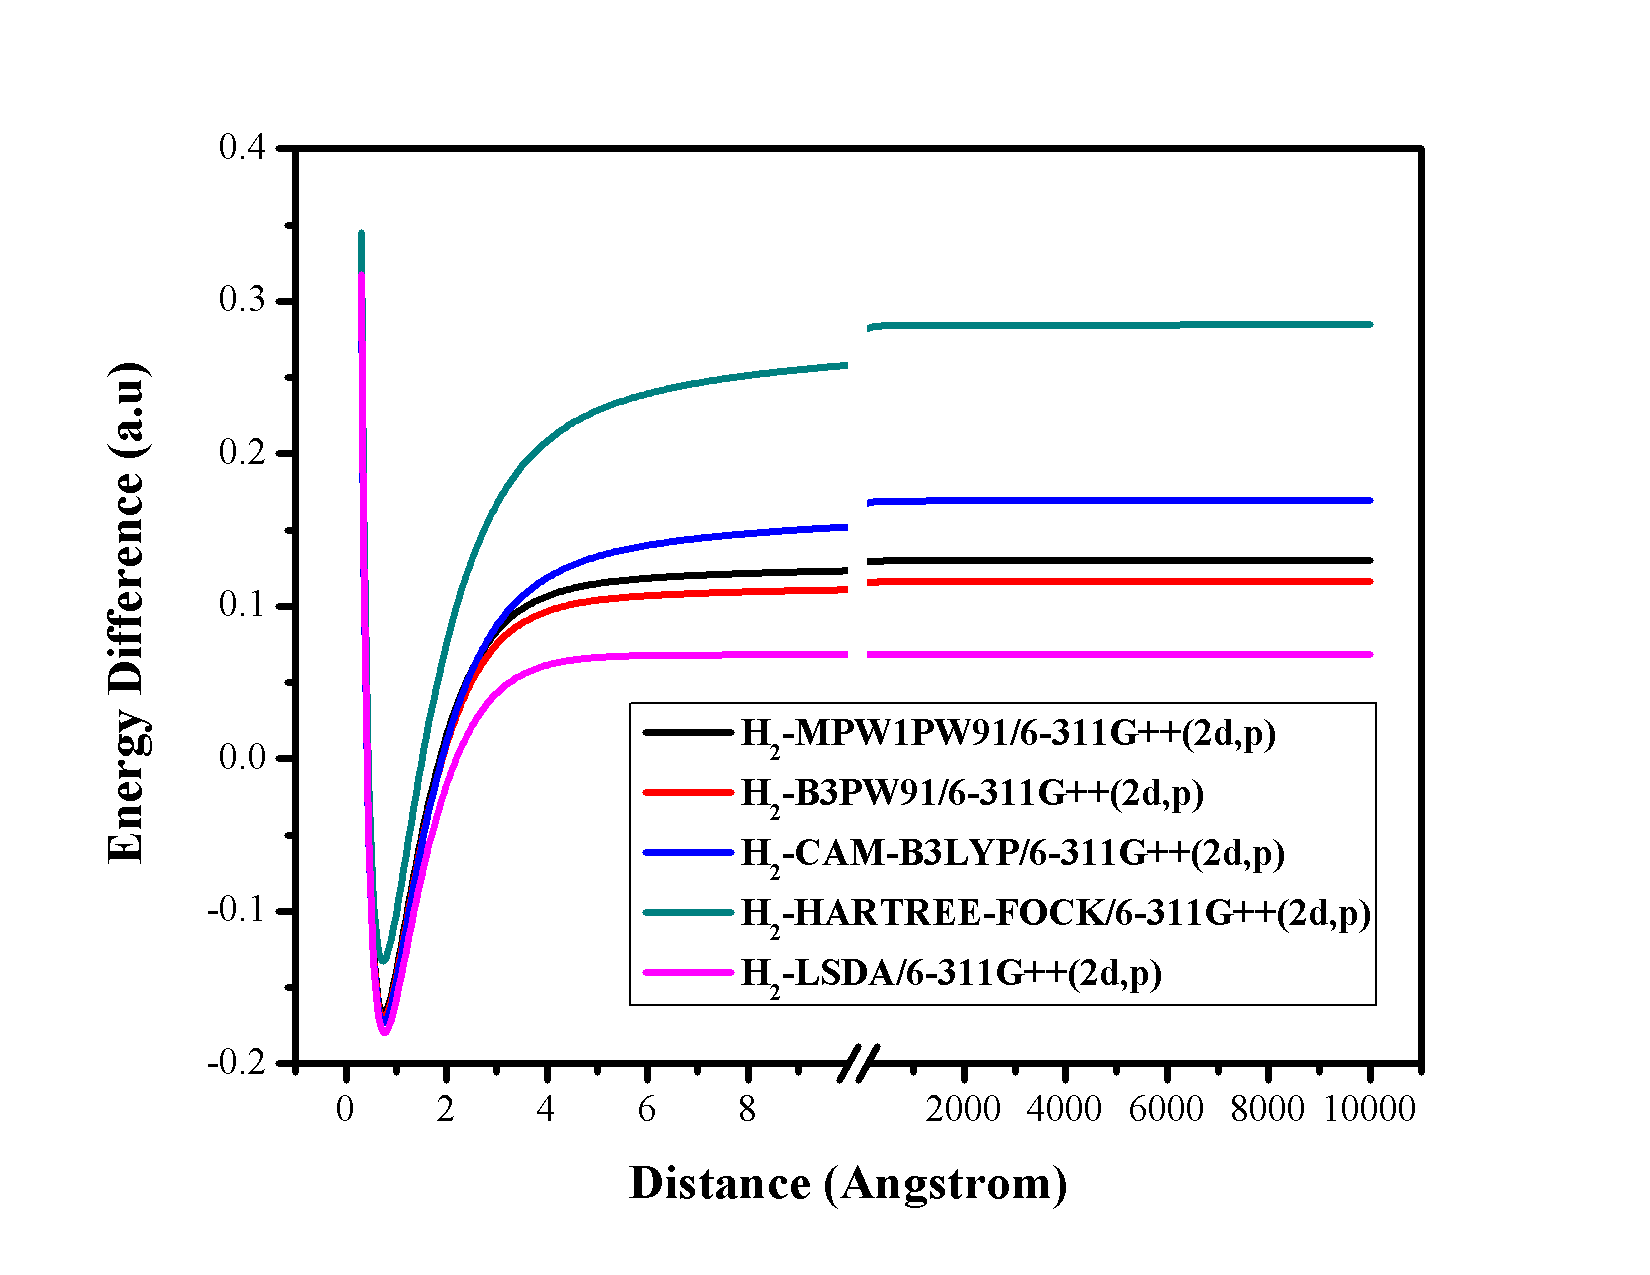 0.4
0.3
0.2
0.1
0.0
-0.1
-0.2
Energy Difference (a.u)
H2-MPW1PW91/6-311G++(2d,p)
H2-B3PW91/6-311G++(2d,p)
H2-CAM-B3LYP/6-311G++(2d,p)
H2-HARTREE-FOCK/6-311G++(2d,p)
H2-LSDA/6-311G++(2d,p)
0 2 4 6 8 2000 4000 6000 8000 10000
Distance (Angstrom)